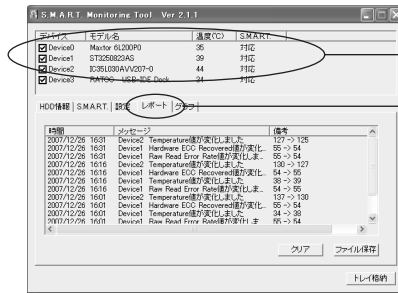 S.M.A.R.T. Monitoring Tool Ver 2.1.1
デバイス モデル名 温度(℃) S.M.A.R.T.
Device0 Maxtor 6L200P0 35 対応
Device1 ST3250823AS 39 対応
Device2 IC35L030AVV207-0 44 対応
Device3 RATOC USB-IDE Dock 34 対応
HDD情報 S.M.A.R.T. 設定 レポート グラフ
時間 メッセージ 備考
2007/12/26 16:31 Device2 Temperature値が変化しました 127 -> 125
2007/12/26 16:31 Device1 Hardware ECC Recovered値が変化... 55 -> 54
2007/12/26 16:31 Device1 Raw Read Error Rate値が変化しま... 55 -> 54
2007/12/26 16:16 Device2 Temperature値が変化しました 130 -> 127
2007/12/26 16:16 Device1 Hardware ECC Recovered値が変化... 54 -> 55
2007/12/26 16:16 Device1 Temperature値が変化しました 38 -> 39
2007/12/26 16:16 Device1 Raw Read Error Rate値が変化しま... 54 -> 55
2007/12/26 16:01 Device2 Temperature値が変化しました 137 -> 130
2007/12/26 16:01 Device1 Hardware ECC Recovered値が変化... 55 -> 54
2007/12/26 16:01 Device1 Temperature値が変化しました 34 -> 38
2007/12/26 16:01 Device1 Raw Read Error Rate値が変化しま 55 -> 54
クリア ファイル保存
トレイ格納